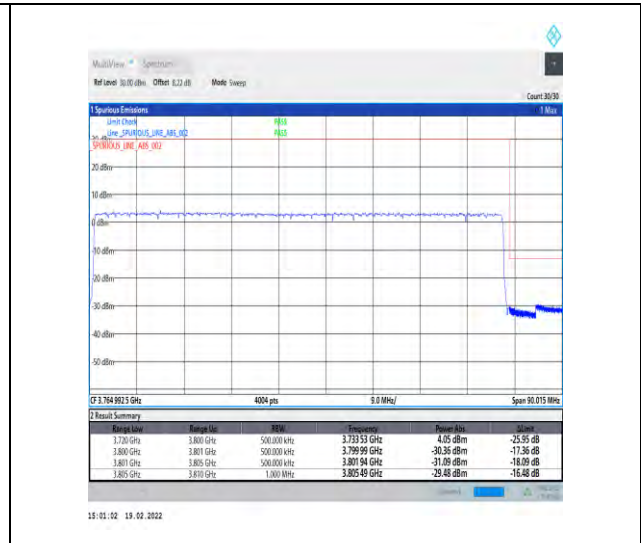 MultiView Spectrum
Ref Level 30.00 dBm Offset 8.22 dB Mode Sweep
Count 30/30
1 Spurious Emissions 1 Max
Limit Check PASS
Line _SPURIOUS_LINE_ABS_002 PASS
SPURIOUS_LINE_ABS_002
20 dBm
10 dBm
0 dBm
-10 dBm
-20 dBm
-30 dBm
-40 dBm
-50 dBm
CF 3.764 992 5 GHz 4004 pts 9.0 MHz/ Span 90.015 MHz
2 Result Summary
Range Low Range Up RBW Frequency Power Abs ΔLimit
3.720 GHz 3.800 GHz 500.000 kHz 3.733 53 GHz 4.05 dBm -25.95 dB
3.800 GHz 3.801 GHz 500.000 kHz 3.799 99 GHz -30.36 dBm -17.36 dB
3.801 GHz 3.805 GHz 500.000 kHz 3.801 94 GHz -31.09 dBm -18.09 dB
3.805 GHz 3.810 GHz 1.000 MHz 3.805 49 GHz -29.48 dBm -16.48 dB
15:01:02 19.02.2022